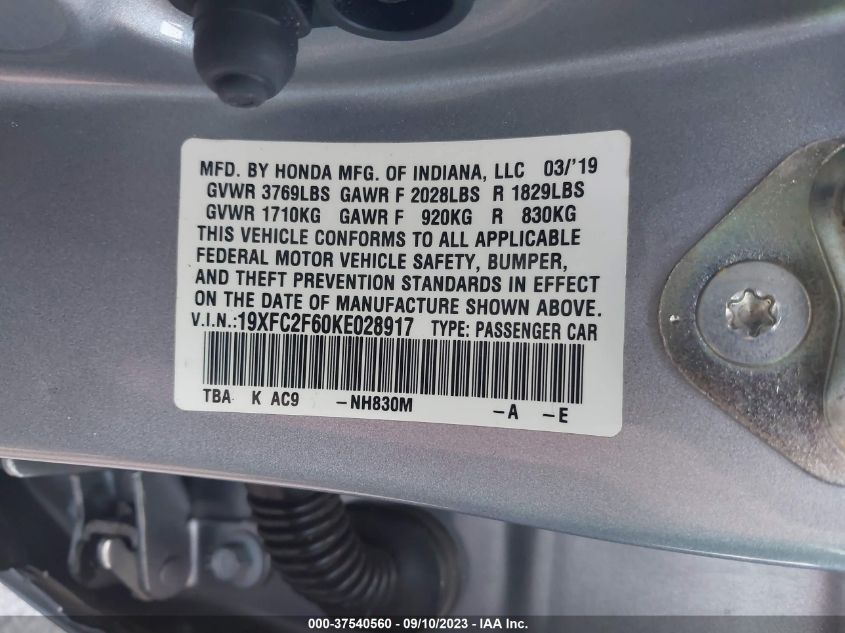 MFD. BY HONDA MFG. OF INDIANA, LLC 03/'19
GVWR 3769LBS GAWR F 2028LBS R 1829LBS
GVWR 1710KG GAWR F 920KG R 830KG
THIS VEHICLE CONFORMS TO ALL APPLICABLE
FEDERAL MOTOR VEHICLE SAFETY, BUMPER,
AND THEFT PREVENTION STANDARDS IN EFFECT
ON THE DATE OF MANUFACTURE SHOWN ABOVE.
V.I.N.:19XFC2F60KE028917 TYPE: PASSENGER CAR
TBA K AC9 -NH830M -A -E
000-37540560 - 09/10/2023 - IAA Inc.